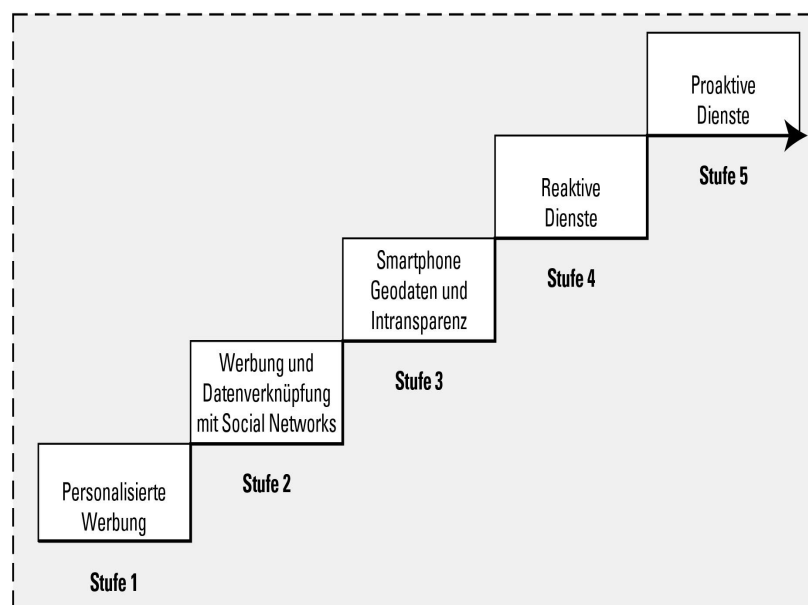 Proaktive
Dienste
Stufe 5
Reaktive
Dienste
Stufe 4
Smartphone
Geodaten und
Intransparenz
Stufe 3
Werbung und
Datenverknüpfung
mit Social Networks
Stufe 2
Personalisierte
Werbung
Stufe 1